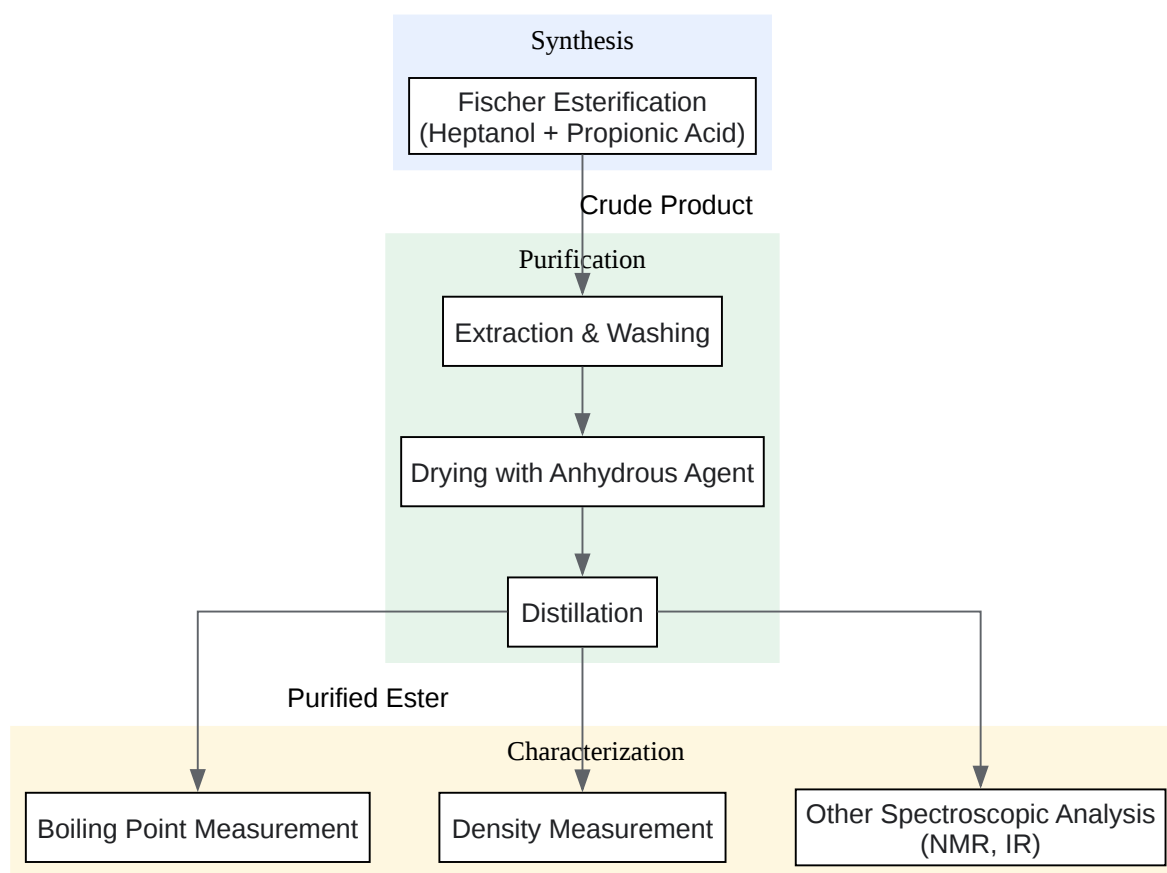 Synthesis
Fischer Esterification
(Heptanol + Propionic Acid)
Crude Product
Purification
Extraction & Washing
Drying with Anhydrous Agent
Distillation
Purified Ester
Characterization
Boiling Point Measurement
Density Measurement
Other Spectroscopic Analysis
(NMR, IR)